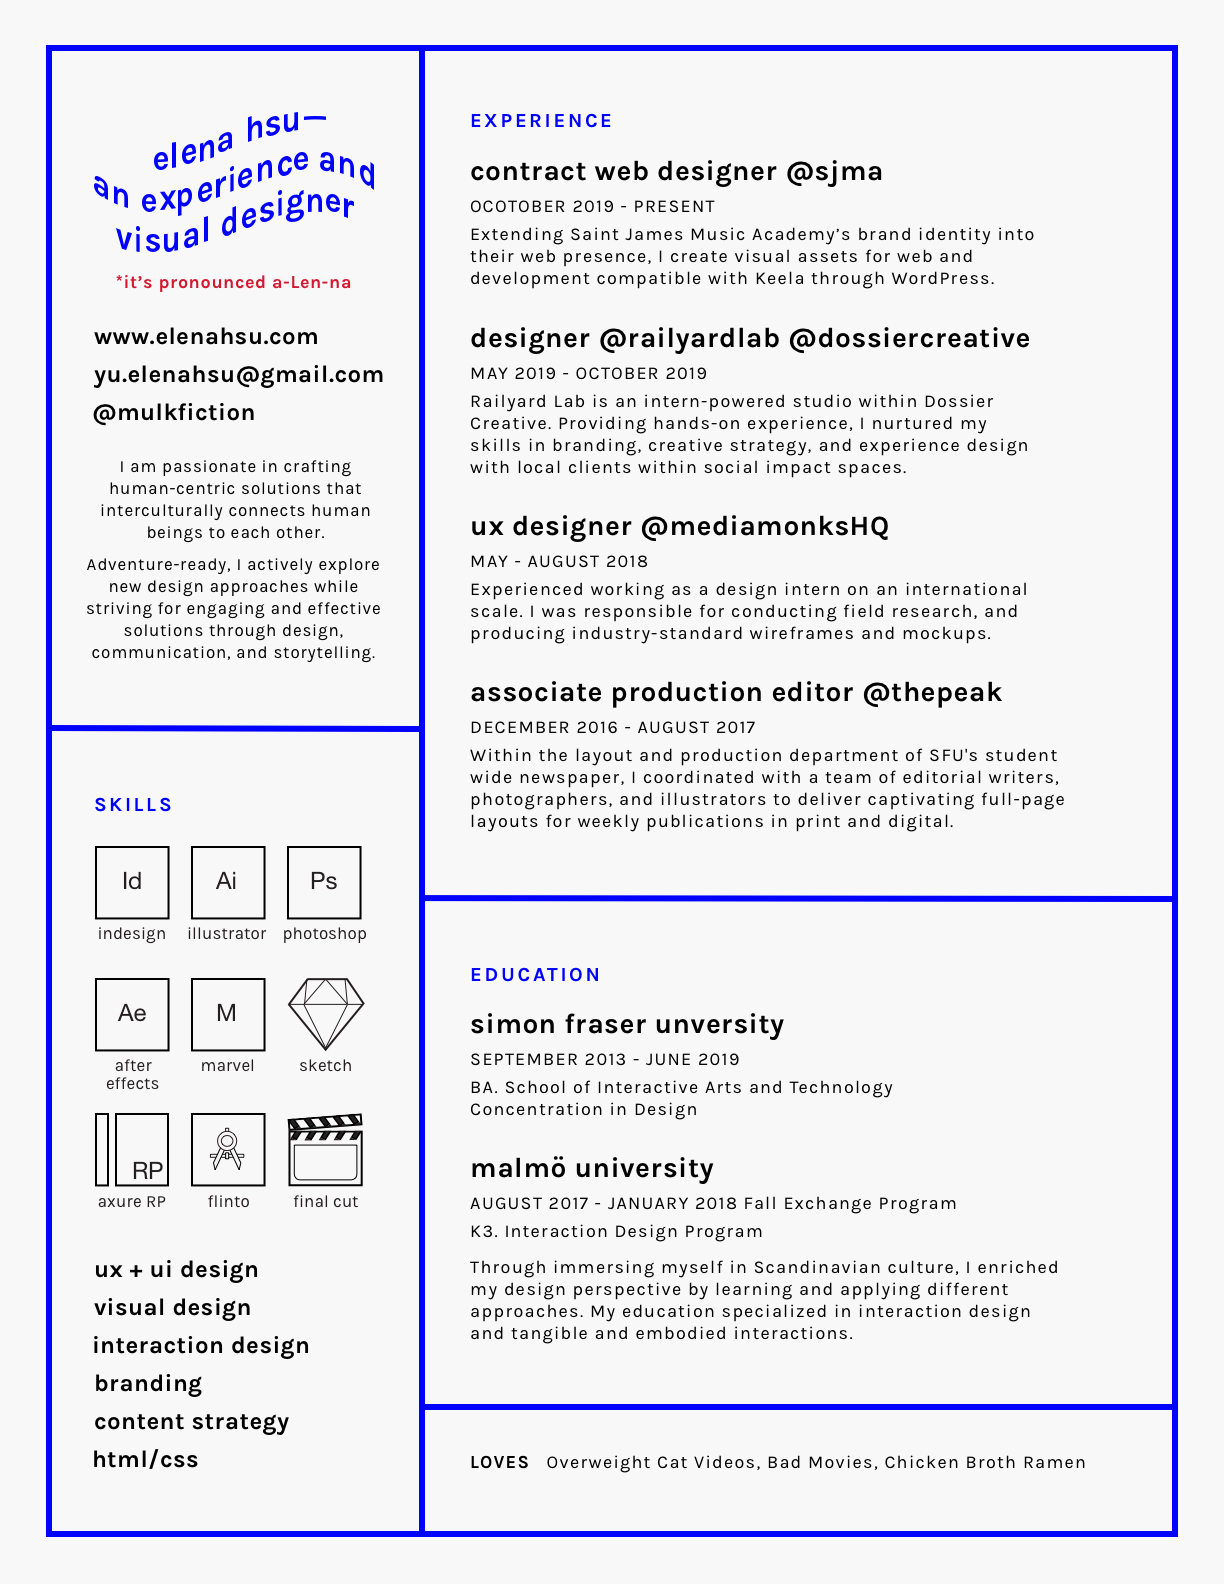 elena hsu—
an experience and
visual designer
*it’s pronounced a-Len-na
www.elenahsu.com
yu.elenahsu@gmail.com
@mulkfiction
I am passionate in crafting
human-centric solutions that
interculturally connects human
beings to each other.
Adventure-ready, I actively explore
new design approaches while
striving for engaging and effective
solutions through design,
communication, and storytelling.
SKILLS
Id Ai Ps
indesign illustrator photoshop
Ae M
after marvel sketch
effects
RP
axure RP flinto final cut
ux + ui design
visual design
interaction design
branding
content strategy
html/css
EXPERIENCE
contract web designer @sjma
OCOTOBER 2019 - PRESENT
Extending Saint James Music Academy’s brand identity into
their web presence, I create visual assets for web and
development compatible with Keela through WordPress.
designer @railyardlab @dossiercreative
MAY 2019 - OCTOBER 2019
Railyard Lab is an intern-powered studio within Dossier
Creative. Providing hands-on experience, I nurtured my
skills in branding, creative strategy, and experience design
with local clients within social impact spaces.
ux designer @mediamonksHQ
MAY - AUGUST 2018
Experienced working as a design intern on an international
scale. I was responsible for conducting field research, and
producing industry-standard wireframes and mockups.
associate production editor @thepeak
DECEMBER 2016 - AUGUST 2017
Within the layout and production department of SFU's student
wide newspaper, I coordinated with a team of editorial writers,
photographers, and illustrators to deliver captivating full-page
layouts for weekly publications in print and digital.
EDUCATION
simon fraser unversity
SEPTEMBER 2013 - JUNE 2019
BA. School of Interactive Arts and Technology
Concentration in Design
malmö university
AUGUST 2017 - JANUARY 2018 Fall Exchange Program
K3. Interaction Design Program
Through immersing myself in Scandinavian culture, I enriched
my design perspective by learning and applying different
approaches. My education specialized in interaction design
and tangible and embodied interactions.
LOVES Overweight Cat Videos, Bad Movies, Chicken Broth Ramen